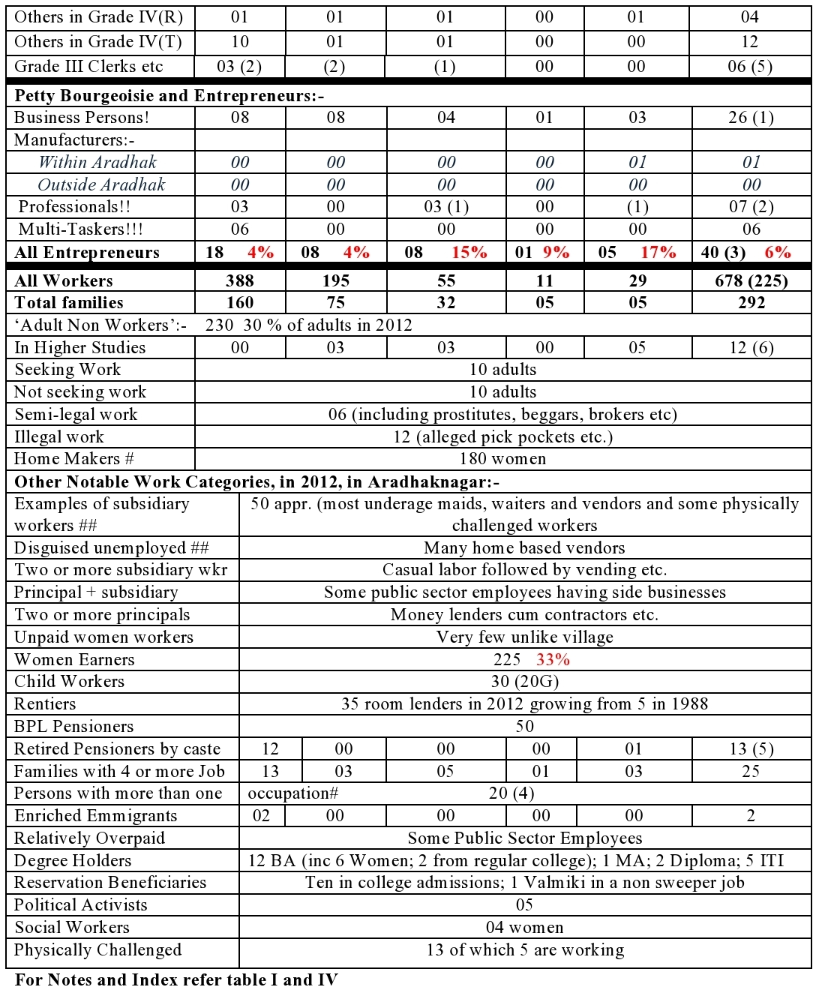 Others in Grade IV(R) 01 01 01 00 01 04
Others in Grade IV(T) 10 01 01 00 00 12
Grade III Clerks etc 03 (2) (2) (1) 00 00 06 (5)
Petty Bourgeoisie and Entrepreneurs:-
Business Persons! 08 08 04 01 03 26 (1)
Manufacturers:-
Within Aradhak 00 00 00 00 01 01
Outside Aradhak 00 00 00 00 00 00
Professionals!! 03 00 03 (1) 00 (1) 07 (2)
Multi-Taskers!!! 06 00 00 00 00 06
All Entrepreneurs 18 4% 08 4% 08 15% 01 9% 05 17% 40 (3) 6%
All Workers 388 195 55 11 29 678 (225)
Total families 160 75 32 05 05 292
‘Adult Non Workers’:- 230 30 % of adults in 2012
In Higher Studies 00 03 03 00 05 12 (6)
Seeking Work 10 adults
Not seeking work 10 adults
Semi-legal work 06 (including prostitutes, beggars, brokers etc)
Illegal work 12 (alleged pick pockets etc.)
Home Makers # 180 women
Other Notable Work Categories, in 2012, in Aradhaknagar:-
Examples of subsidiary 50 appr. (most underage maids, waiters and vendors and some physically
workers ## challenged workers
Disguised unemployed ## Many home based vendors
Two or more subsidiary wkr Casual labor followed by vending etc.
Principal + subsidiary Some public sector employees having side businesses
Two or more principals Money lenders cum contractors etc.
Unpaid women workers Very few unlike village
Women Earners 225 33%
Child Workers 30 (20G)
Rentiers 35 room lenders in 2012 growing from 5 in 1988
BPL Pensioners 50
Retired Pensioners by caste 12 00 00 00 01 13 (5)
Families with 4 or more Job 13 03 05 01 03 25
Persons with more than one occupation# 20 (4)
Enriched Emmigrants 02 00 00 00 00 2
Relatively Overpaid Some Public Sector Employees
Degree Holders 12 BA (inc 6 Women; 2 from regular college); 1 MA; 2 Diploma; 5 ITI
Reservation Beneficiaries Ten in college admissions; 1 Valmiki in a non sweeper job
Political Activists 05
Social Workers 04 women
Physically Challenged 13 of which 5 are working
For Notes and Index refer table I and IV